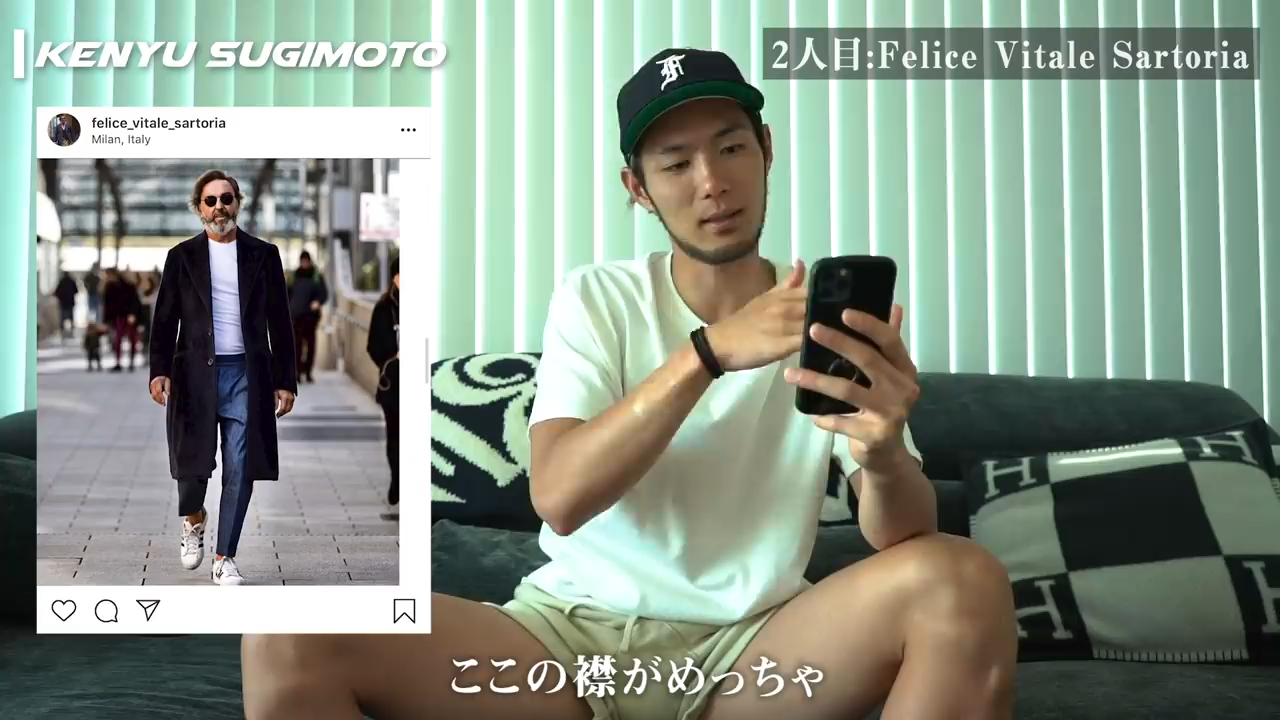 KENYU SUGIMOTO
2人目:Felice Vitale Sartoria
felice_vitale_sartoria
Milan, Italy
F
H
H
H
H
ここの襟がめっちゃ